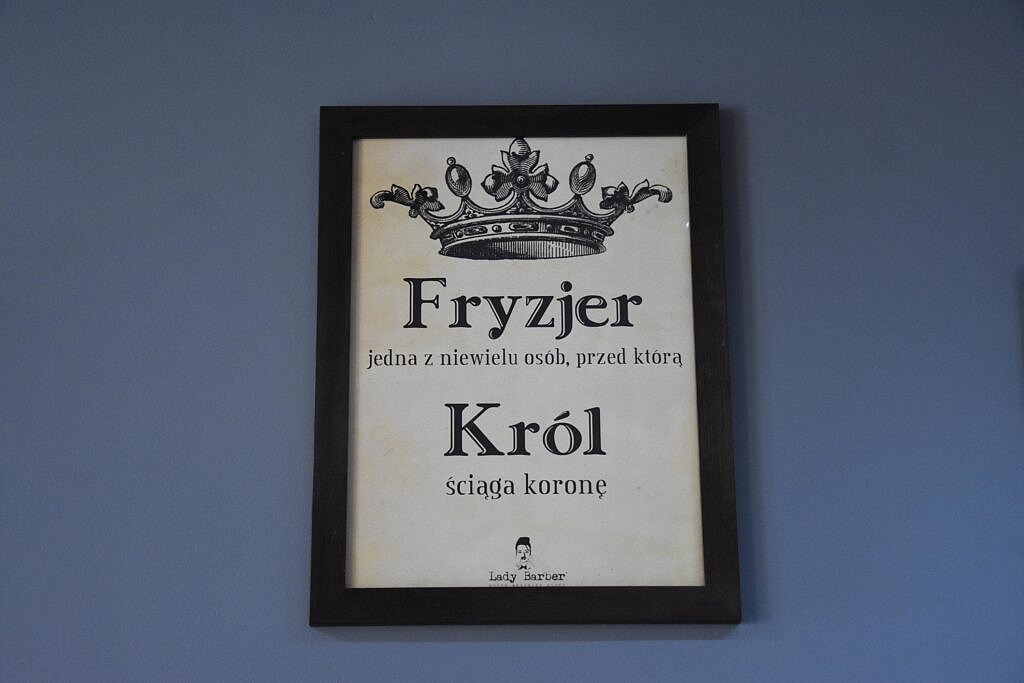 Fryzjer
jedna z niewielu osób, przed którą
Król
ściąga koronę
Lady Barber